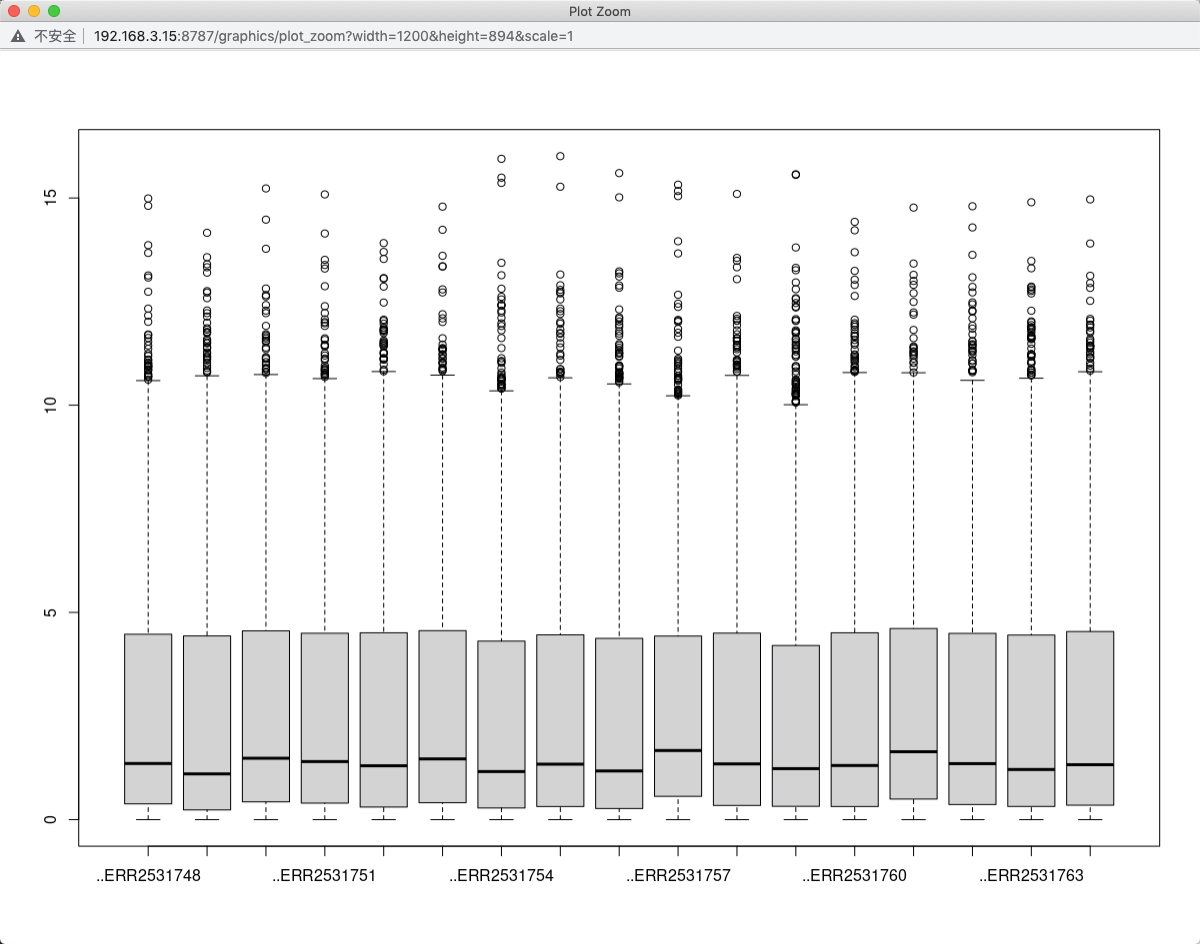 Plot Zoom
不安全 192.168.3.15:8787/graphics/plot_zoom?width=1200&height=894&scale=1
15
10
5
0
..ERR2531748 ..ERR2531751 ..ERR2531754 ..ERR2531757 ..ERR2531760 ..ERR2531763